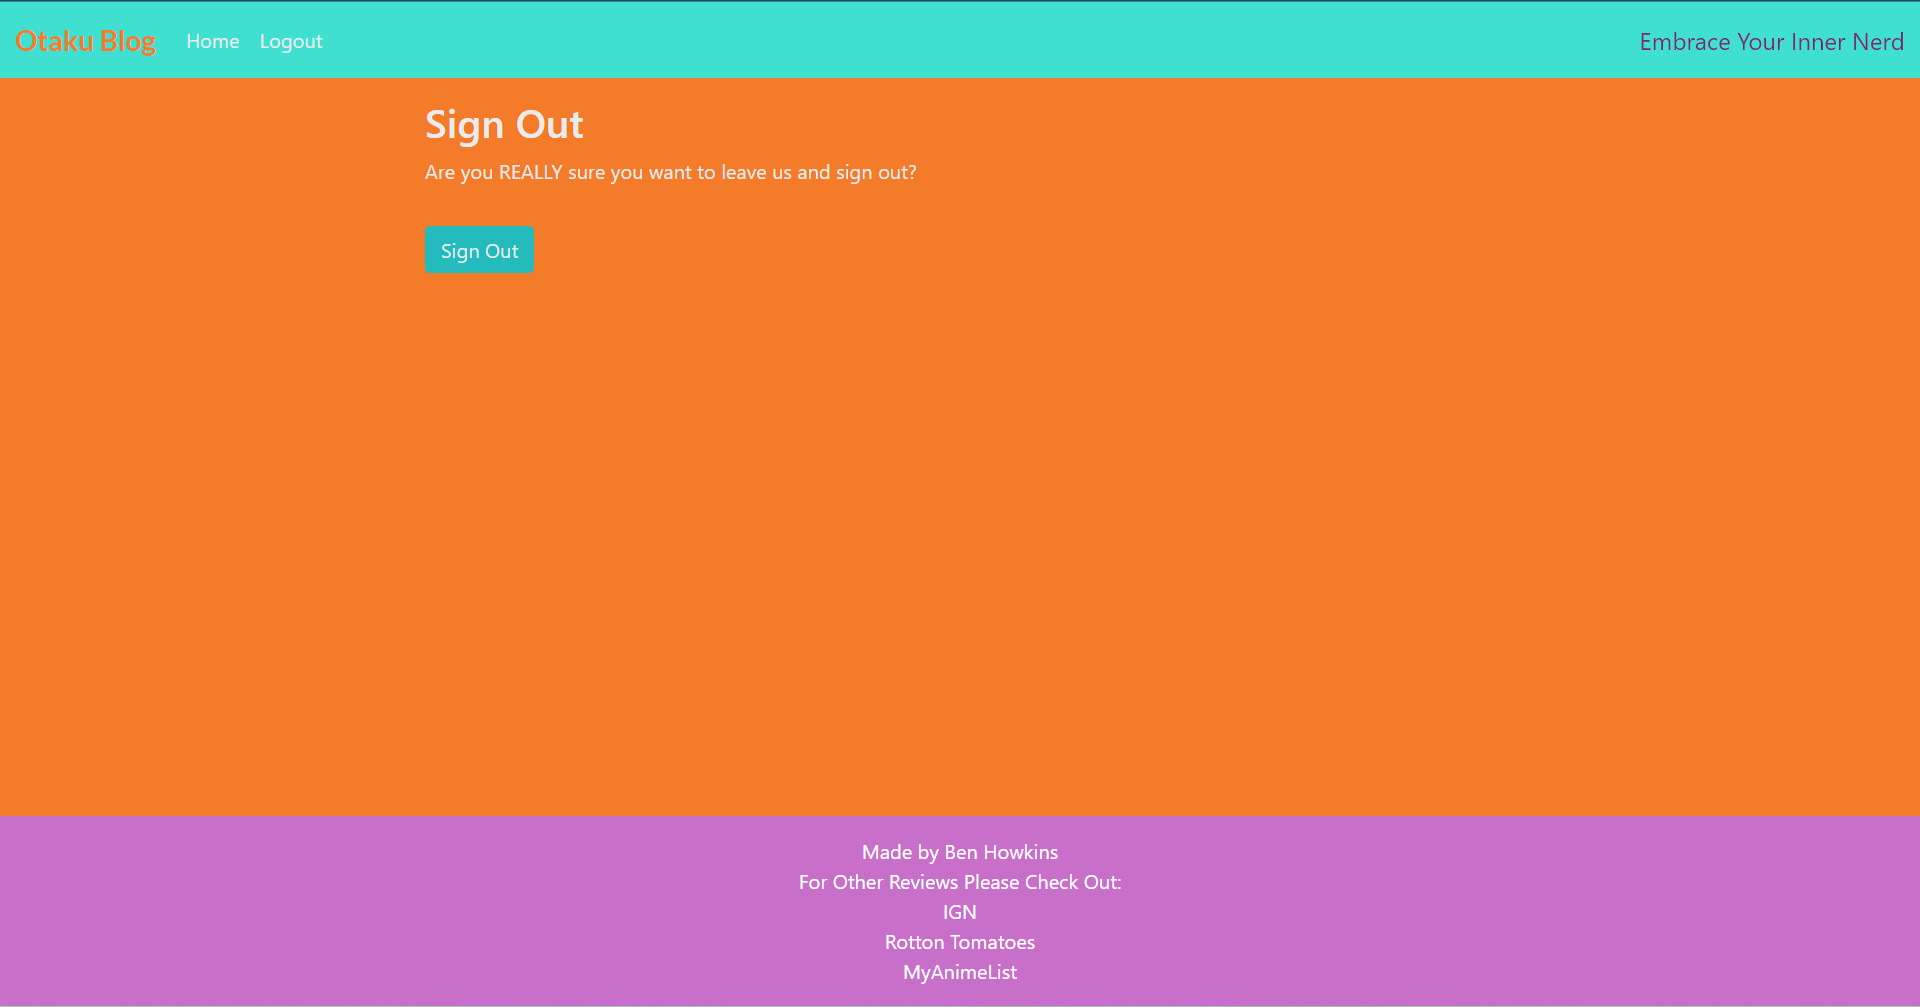 Otaku Blog Home Logout Embrace Your Inner Nerd
Sign Out
Are you REALLY sure you want to leave us and sign out?
Sign Out
Made by Ben Howkins
For Other Reviews Please Check Out:
IGN
Rotton Tomatoes
MyAnimeList